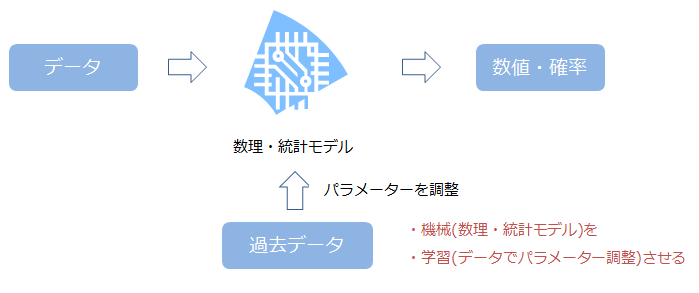 データ
数値・確率
数理・統計モデル
パラメーターを調整
過去データ
・機械(数理・統計モデル)を
・学習(データでパラメーター調整)させる